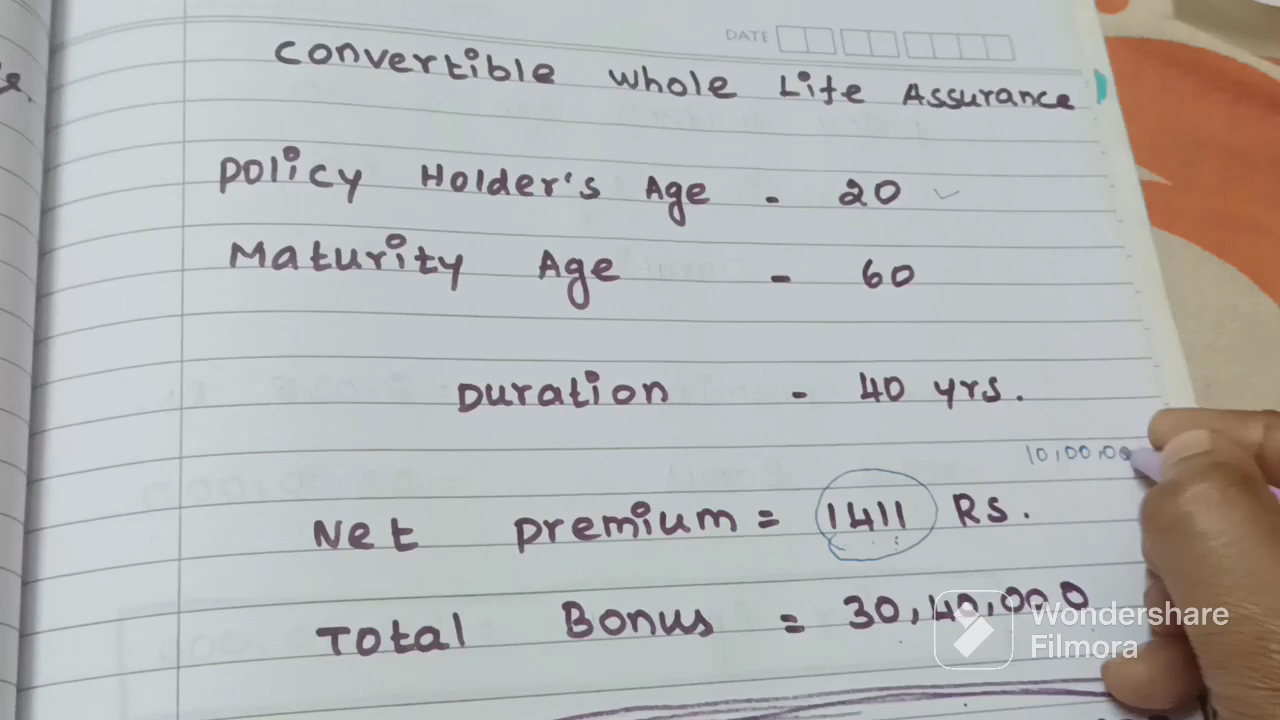 DATE
Convertible Whole Life Assurance
Policy Holder's Age - 20
Maturity Age - 60
Duration - 40 yrs.
10,00,00
Net premium = 1411 Rs.
Total Bonus = 30,40,000
Wondershare
Filmora